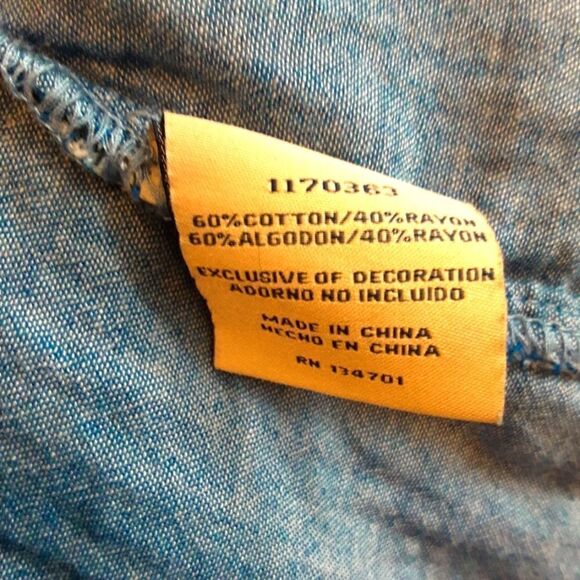 1170363
60%COTTON/40%RAYON
60%ALGODON/40%RAYON
EXCLUSIVE OF DECORATION
ADORNO NO INCLUIDO
MADE IN CHINA
HECHO EN CHINA
RN 134701